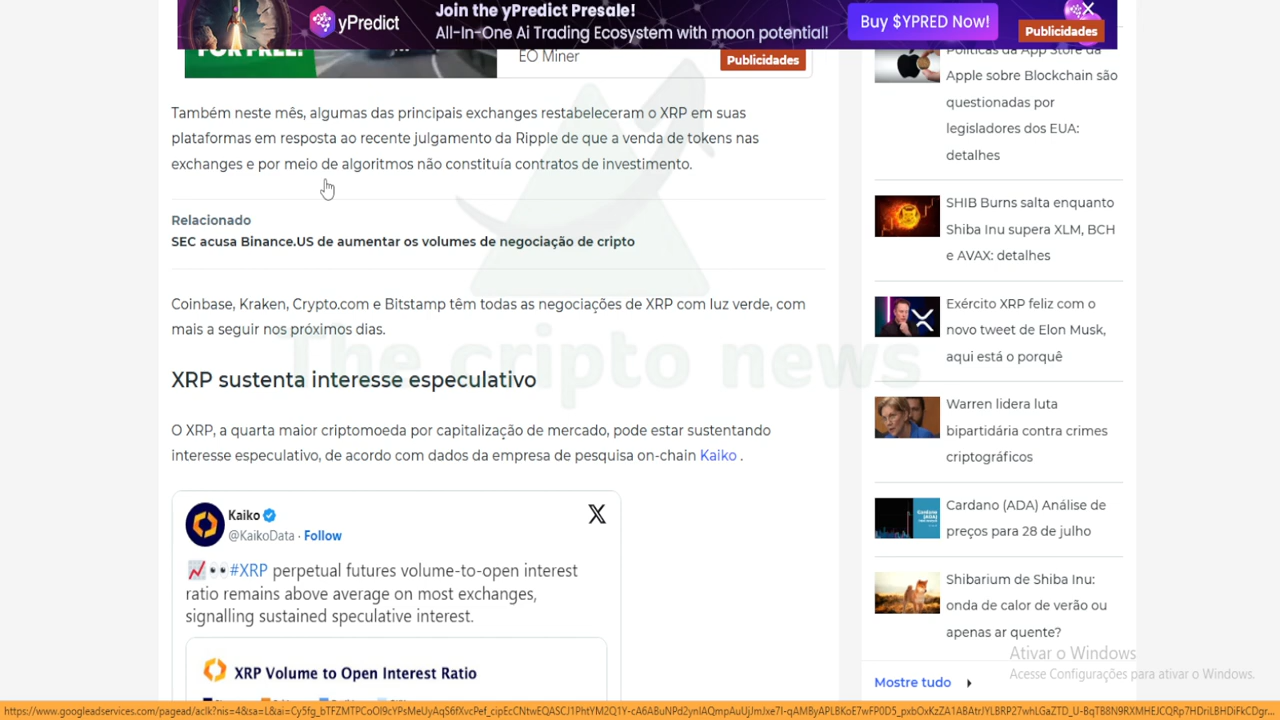 Join the yPredict Presale!
yPredict
All-In-One Ai Trading Ecosystem with moon potential!
Buy $YPRED Now!
Publicidades
FOR FREE!
EO Miner
Publicidades
Também neste mês, algumas das principais exchanges restabeleceram o XRP em suas
plataformas em resposta ao recente julgamento da Ripple de que a venda de tokens nas
exchanges e por meio de algoritmos não constituía contratos de investimento.
Relacionado
SEC acusa Binance.US de aumentar os volumes de negociação de cripto
Coinbase, Kraken, Crypto.com e Bitstamp têm todas as negociações de XRP com luz verde, com
mais a seguir nos próximos dias.
The cripto news
XRP sustenta interesse especulativo
O XRP, a quarta maior criptomoeda por capitalização de mercado, pode estar sustentando
interesse especulativo, de acordo com dados da empresa de pesquisa on-chain Kaiko .
Kaiko
@KaikoData · Follow
#XRP perpetual futures volume-to-open interest
ratio remains above average on most exchanges,
signalling sustained speculative interest.
XRP Volume to Open Interest Ratio
Políticas da App Store da
Apple sobre Blockchain são
questionadas por
legisladores dos EUA:
detalhes
SHIB Burns salta enquanto
Shiba Inu supera XLM, BCH
e AVAX: detalhes
Exército XRP feliz com o
novo tweet de Elon Musk,
aqui está o porquê
Warren lidera luta
bipartidária contra crimes
criptográficos
Cardano (ADA) Análise de
preços para 28 de julho
Shibarium de Shiba Inu:
onda de calor de verão ou
apenas ar quente?
Mostre tudo
Ativar o Windows
Acesse Configurações para ativar o Windows.